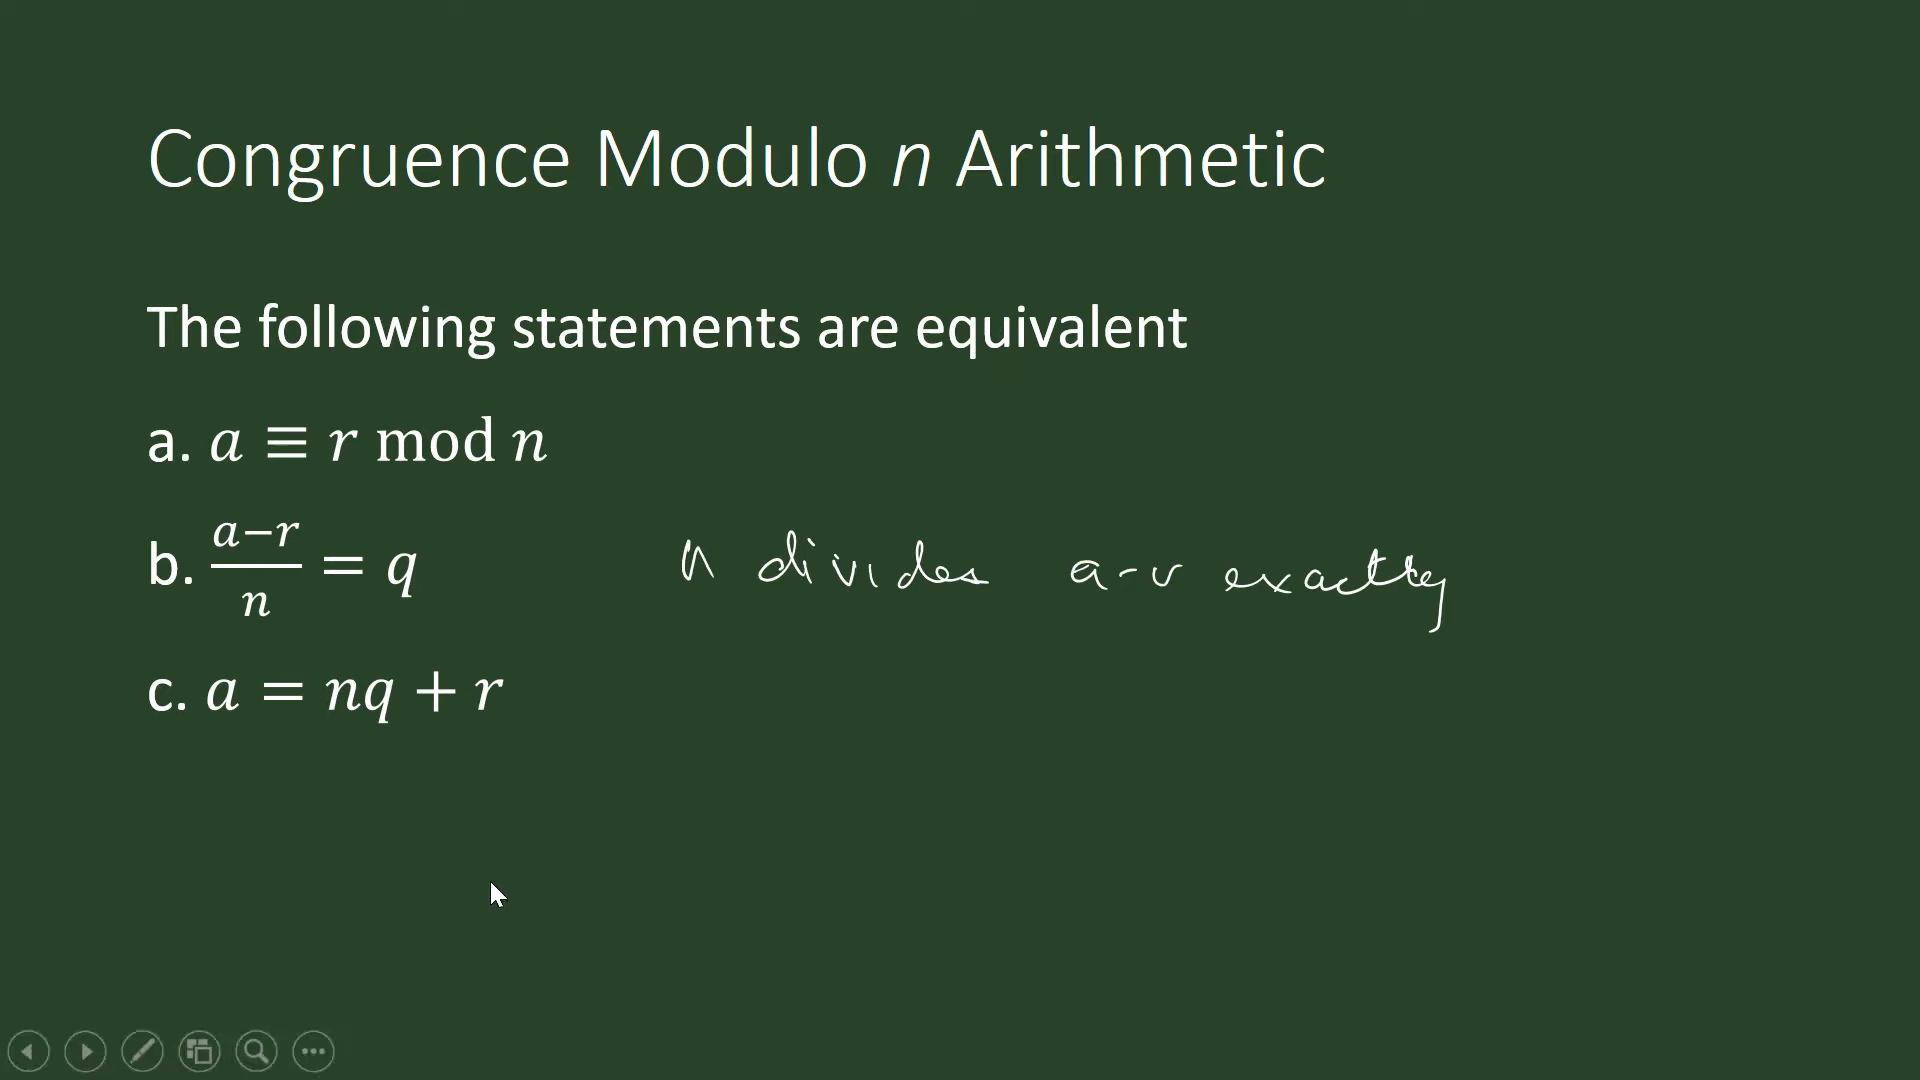 Congruence Modulo n Arithmetic
The following statements are equivalent
a. a ≡ r mod n
b. (a−r)/n = q n divides a-r exactly
c. a = nq + r